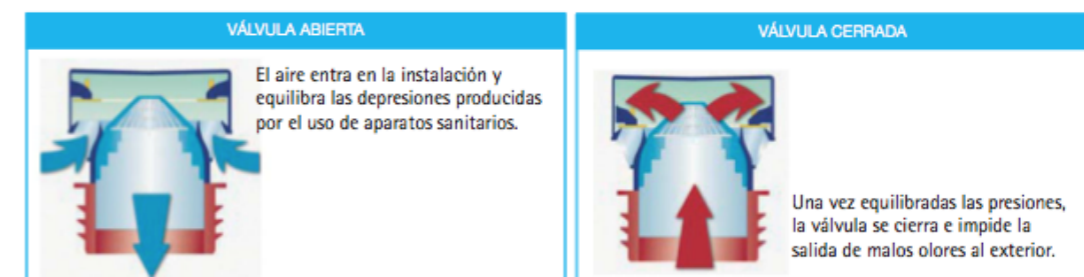 VÁLVULA ABIERTA
El aire entra en la instalación y
equilibra las depresiones producidas
por el uso de aparatos sanitarios.
VÁLVULA CERRADA
Una vez equilibradas las presiones,
la válvula se cierra e impide la
salida de malos olores al exterior.